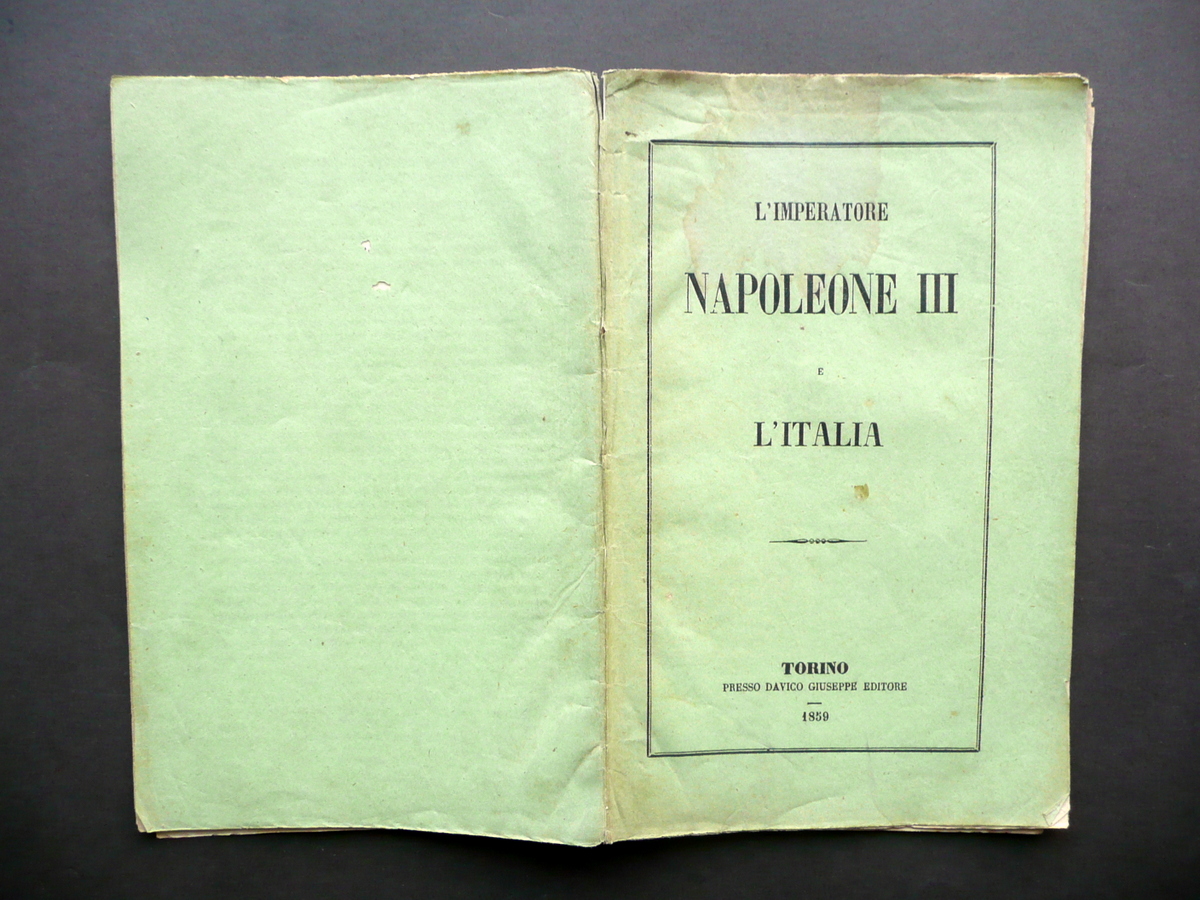 L'IMPERATORE
NAPOLEONE III
E
L'ITALIA
TORINO
PRESSO DAVICO GIUSEPPE EDITORE
1859